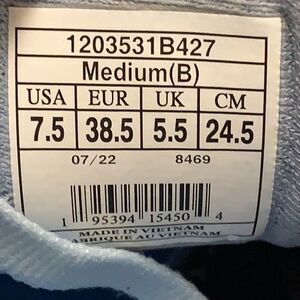 1203531B427
Medium(B)
USA EUR UK CM
7.5 38.5 5.5 24.5
07/22 8469
1 95394 15450 4
MADE IN VIETNAM
FABRIQUE AU VIETNAM